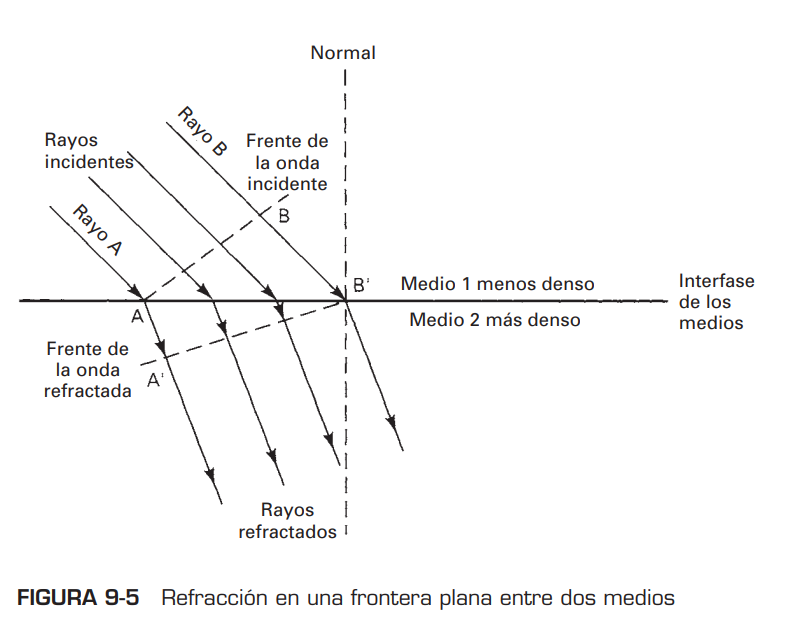 Normal
Rayo B
Rayos
incidentes
Frente de
la onda
incidente
Rayo A
B
B'
Medio 1 menos denso
Interfase
de los
medios
A
Medio 2 más denso
Frente de
la onda
refractada
A'
Rayos
refractados
FIGURA 9-5 Refracción en una frontera plana entre dos medios